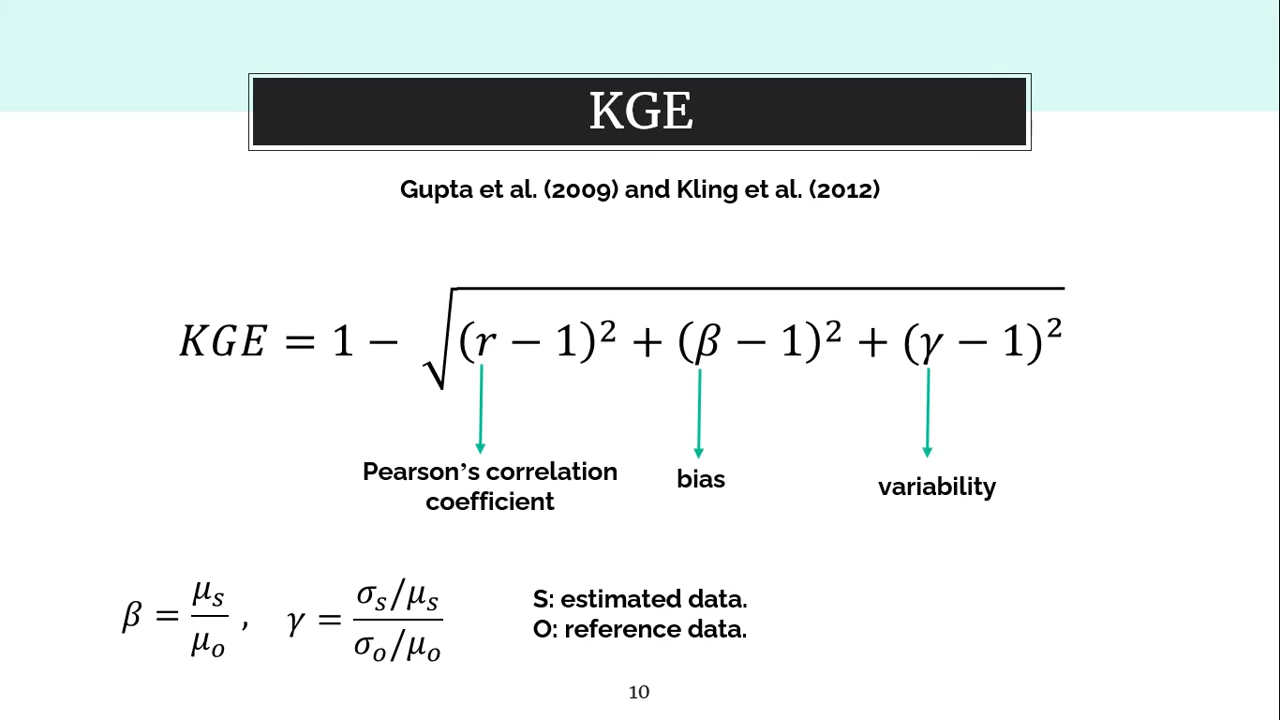 KGE
Gupta et al. (2009) and Kling et al. (2012)
KGE = 1 − √((r − 1)² + (β − 1)² + (γ − 1)²)
Pearson's correlation
coefficient
bias
variability
β = μₛ/μₒ , γ = (σₛ/μₛ)/(σₒ/μₒ)
S: estimated data.
O: reference data.
10